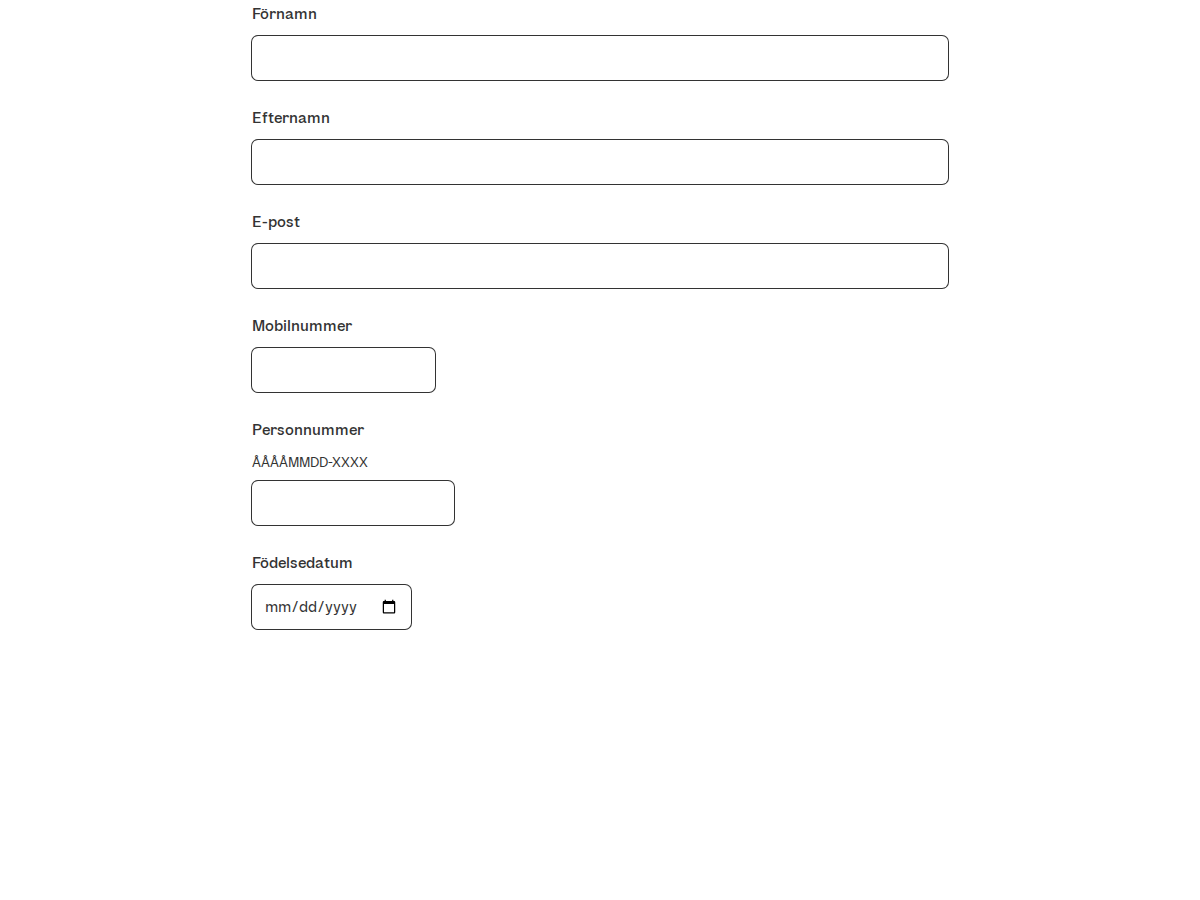 Förnamn
Efternamn
E-post
Mobilnummer
Personnummer
ÅÅÅÅMMDD-XXXX
Födelsedatum
mm/dd/yyyy